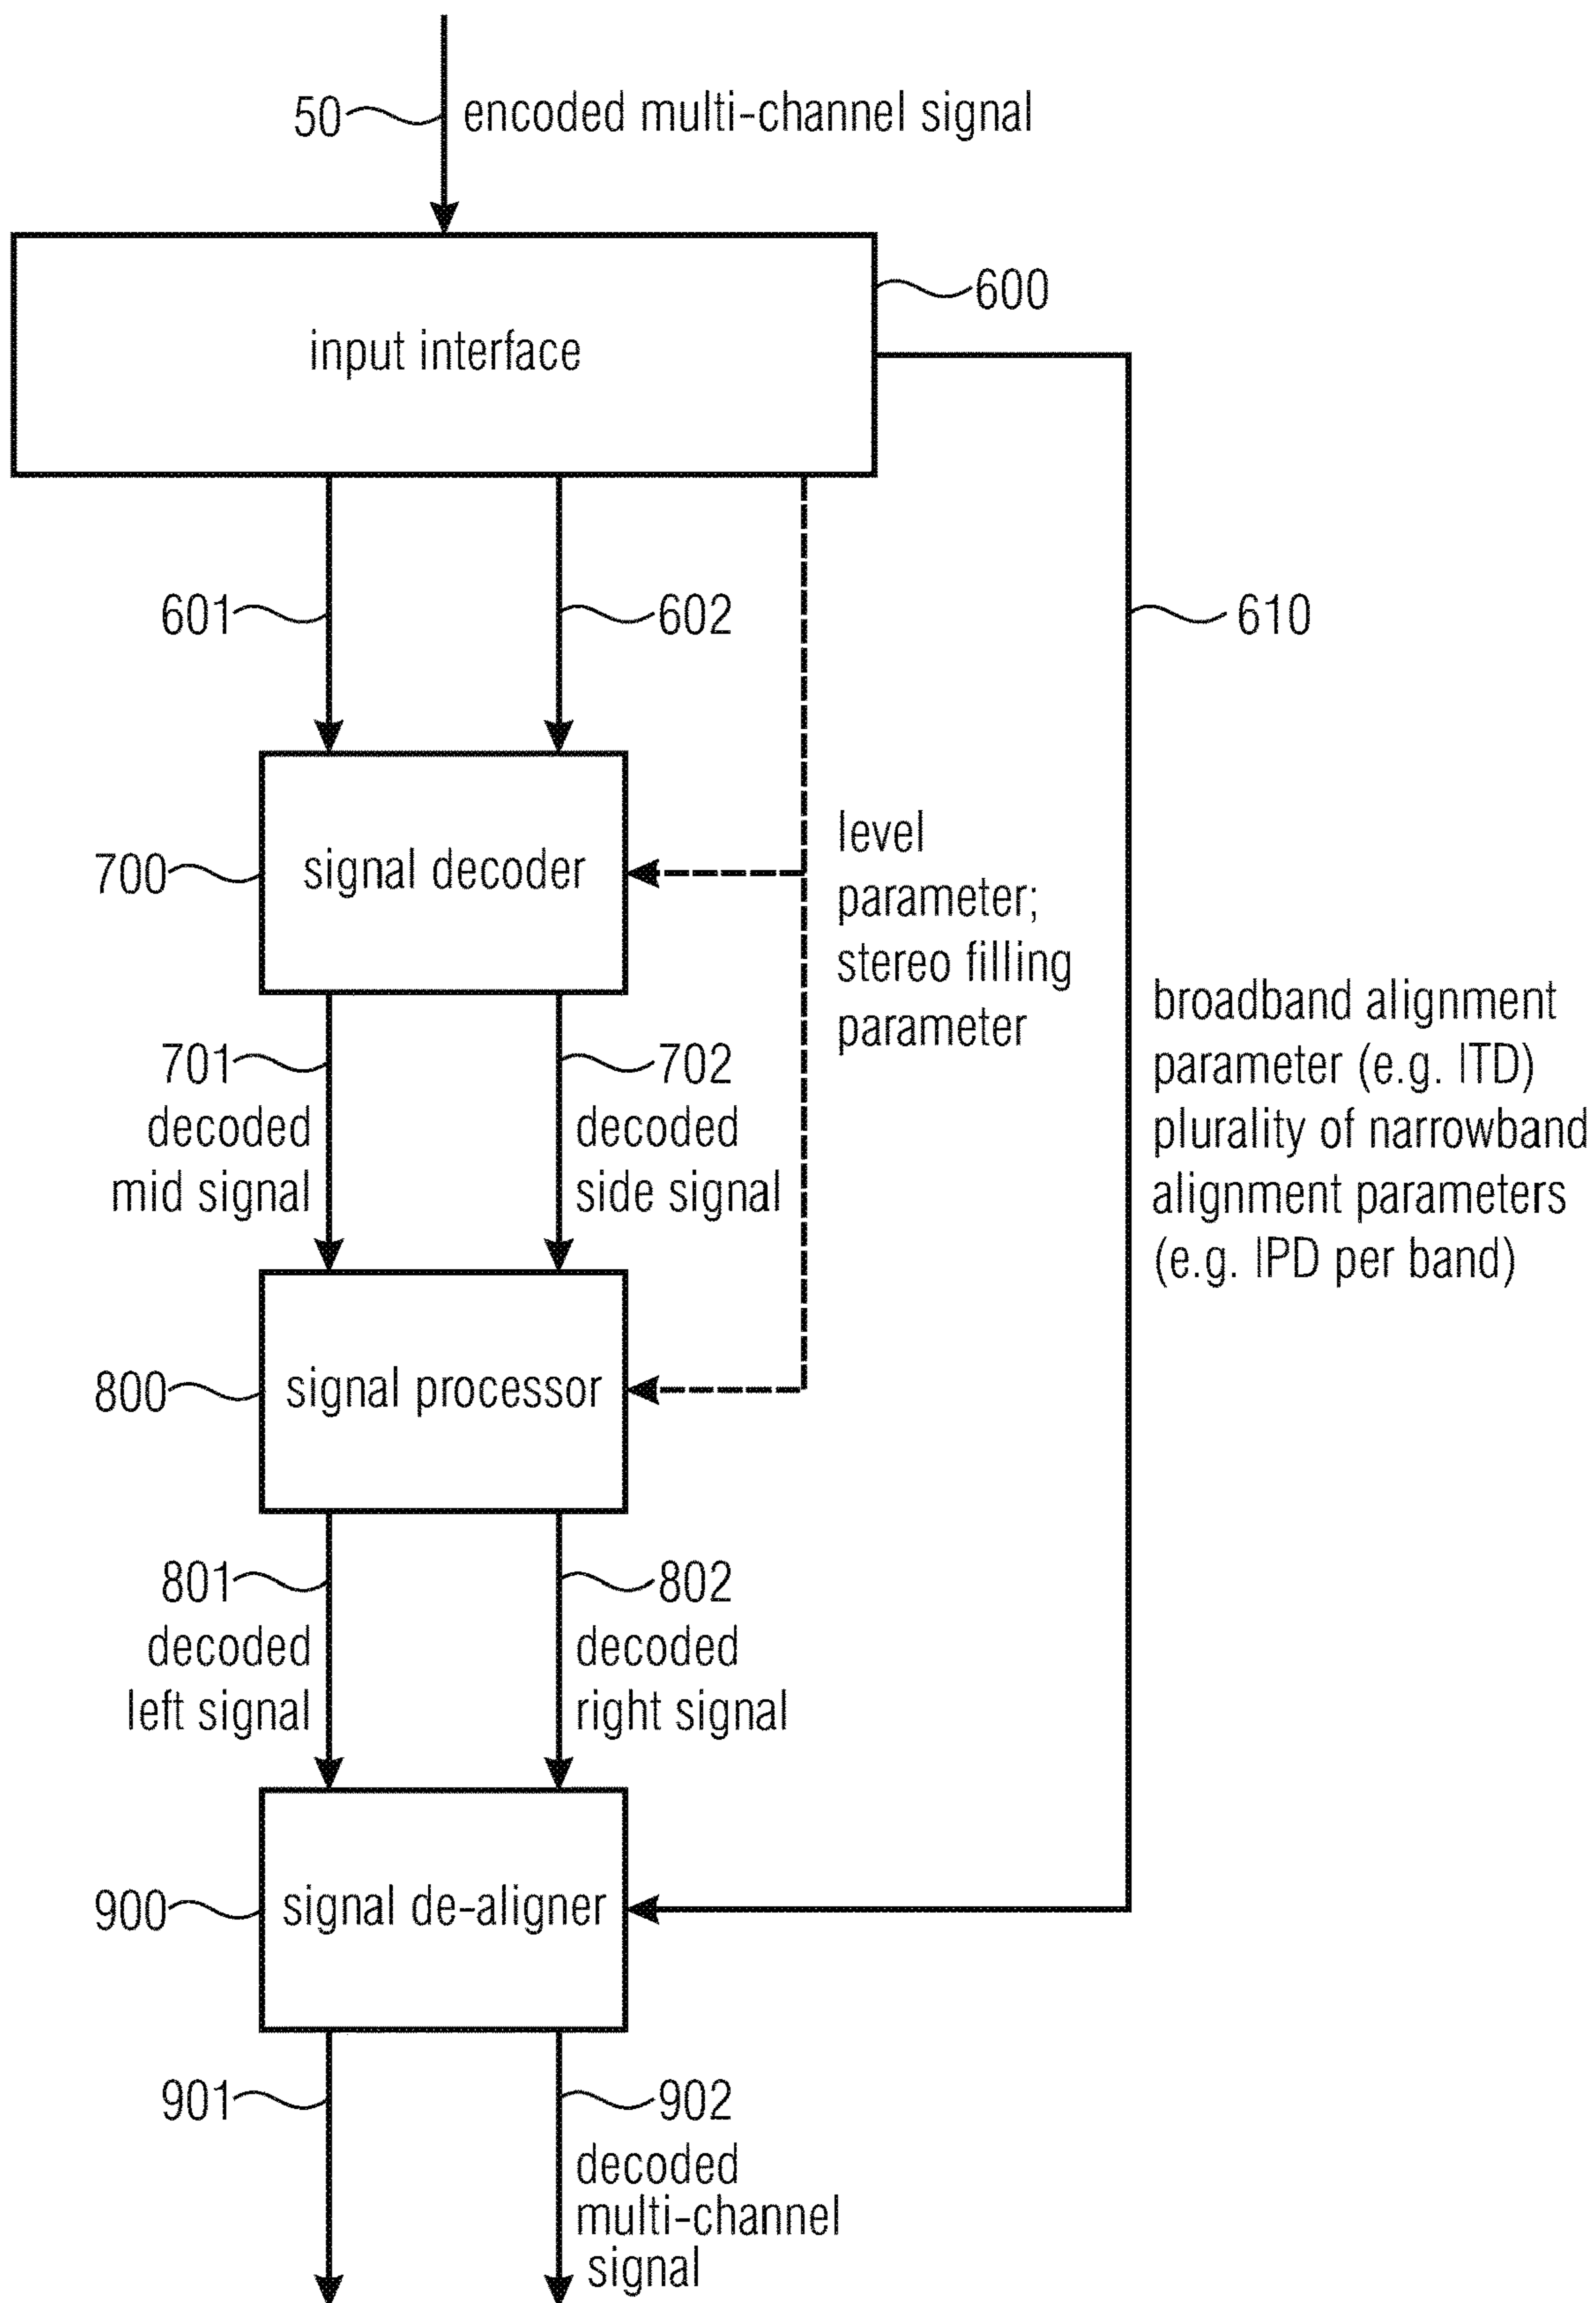 50
encoded multi-channel signal
600
input interface
601
602
610
level
parameter;
stereo filling
parameter
700
signal decoder
broadband alignment
parameter (e.g. ITD)
plurality of narrowband
alignment parameters
(e.g. IPD per band)
701
decoded
mid signal
702
decoded
side signal
800
signal processor
801
decoded
left signal
802
decoded
right signal
900
signal de-aligner
901
902
decoded
multi-channel
signal